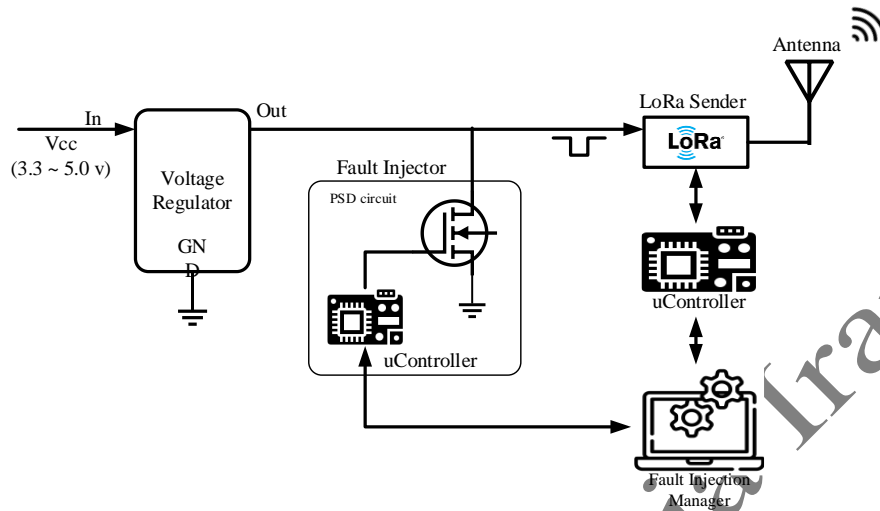 Antenna
LoRa Sender
In
Out
Vcc
(3.3 ~ 5.0 v)
Voltage
Regulator
GN
D
Fault Injector
PSD circuit
LoRa
uController
uController
Fault Injection
Manager